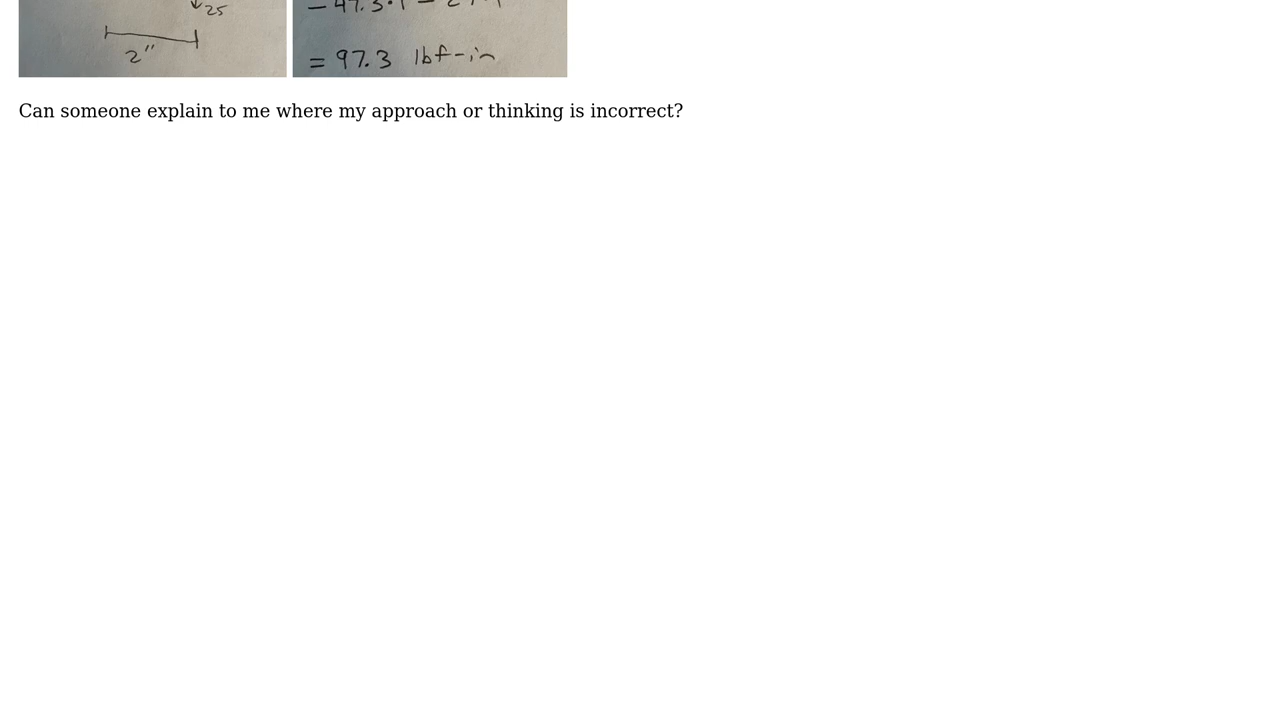 25
2"
= 97.3 lbf-in
Can someone explain to me where my approach or thinking is incorrect?